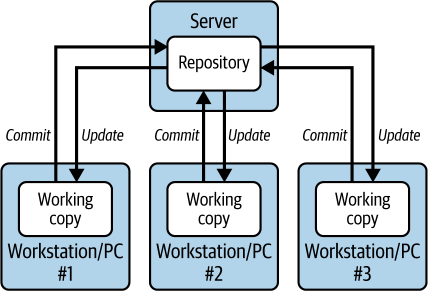 Server
Repository
Commit
Update
Commit
Update
Commit
Update
Working
copy
Workstation/PC
#1
Working
copy
Workstation/PC
#2
Working
copy
Workstation/PC
#3